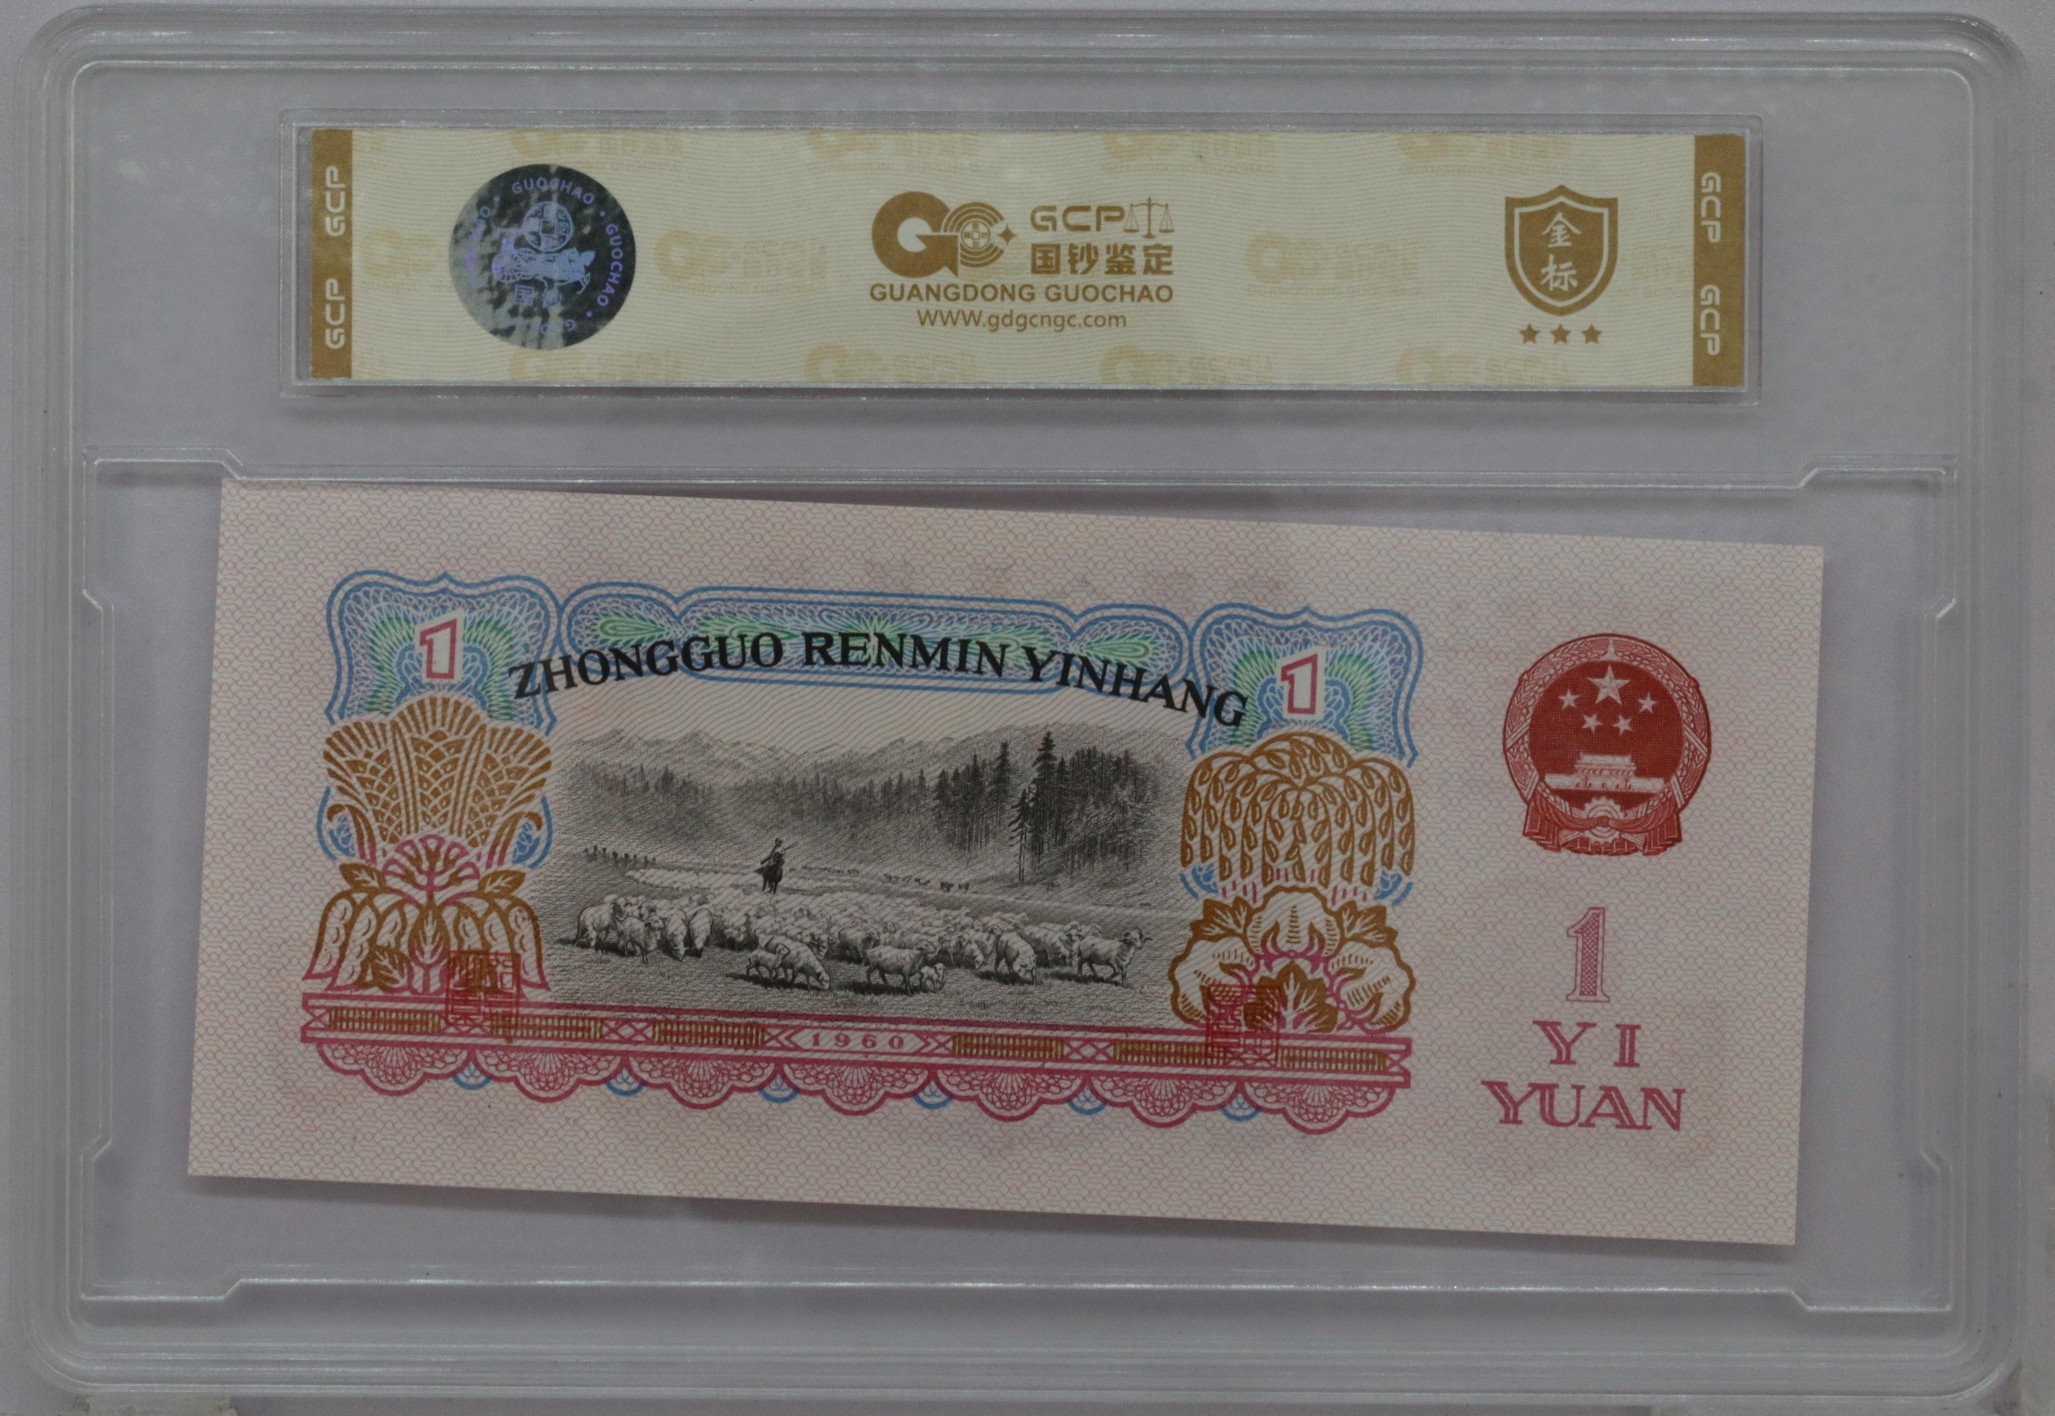 GCP GCP
GUOCHAO • GUOCHAO •
GC GCP
国钞鉴定
GUANGDONG GUOCHAO
WWW.gdgcngc.com
金
标
GCP GCP
1 ZHONGGUO RENMIN YINHANG 1
1960
1
YI
YUAN